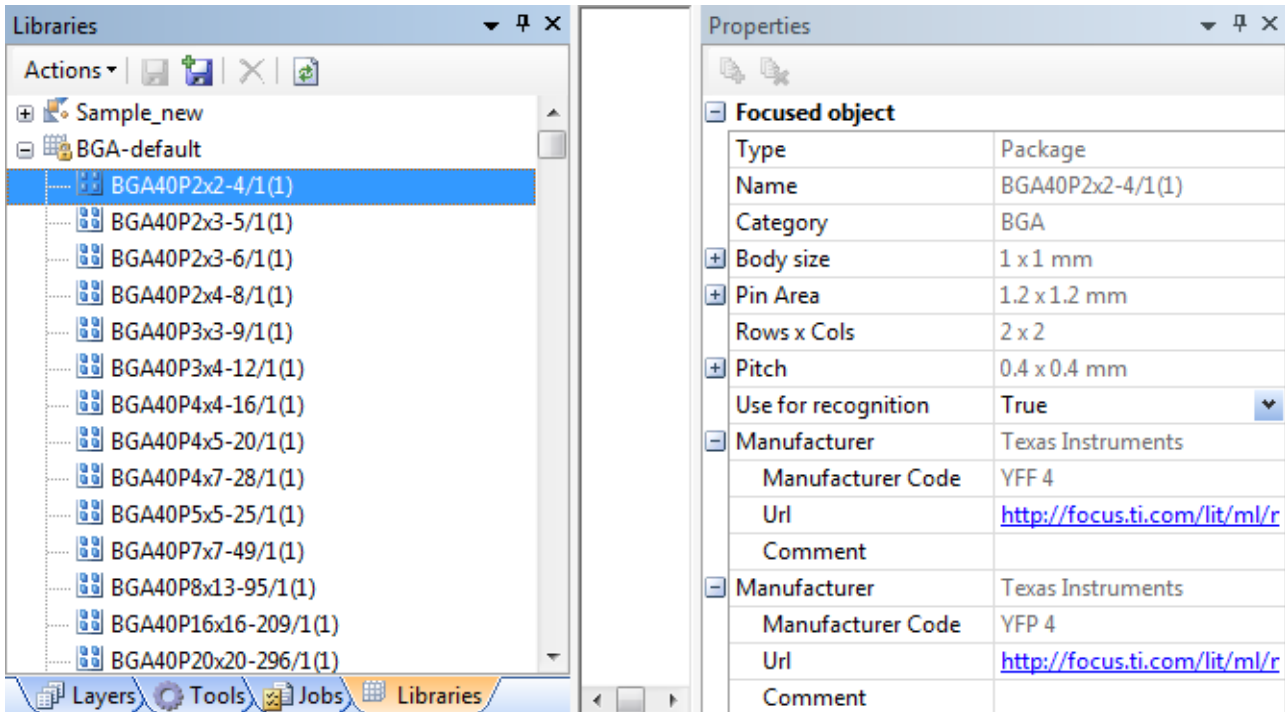 Libraries
Actions
Sample_new
BGA-default
BGA40P2x2-4/1(1)
BGA40P2x3-5/1(1)
BGA40P2x3-6/1(1)
BGA40P2x4-8/1(1)
BGA40P3x3-9/1(1)
BGA40P3x4-12/1(1)
BGA40P4x4-16/1(1)
BGA40P4x5-20/1(1)
BGA40P4x7-28/1(1)
BGA40P5x5-25/1(1)
BGA40P7x7-49/1(1)
BGA40P8x13-95/1(1)
BGA40P16x16-209/1(1)
BGA40P20x20-296/1(1)
Layers Tools Jobs Libraries
Properties
Focused object
Type Package
Name BGA40P2x2-4/1(1)
Category BGA
Body size 1 x 1 mm
Pin Area 1.2 x 1.2 mm
Rows x Cols 2 x 2
Pitch 0.4 x 0.4 mm
Use for recognition True
Manufacturer Texas Instruments
Manufacturer Code YFF 4
Url http://focus.ti.com/lit/ml/r
Comment
Manufacturer Texas Instruments
Manufacturer Code YFP 4
Url http://focus.ti.com/lit/ml/r
Comment